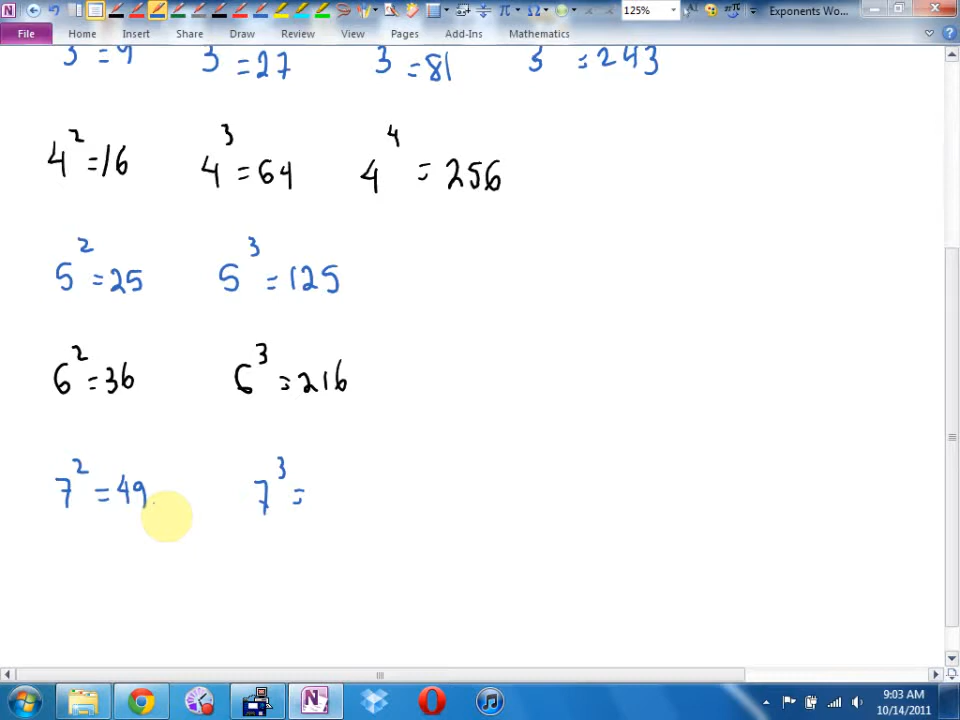 125% Exponents Wo...
File Home Insert Share Draw Review View Pages Add-Ins Mathematics
3 =9 3 =27 3 =81 3 =243
4² =16 4³ =64 4⁴ =256
5² =25 5³ =125
6² =36 6³ =216
7² =49 7³ =
9:03 AM
10/14/2011